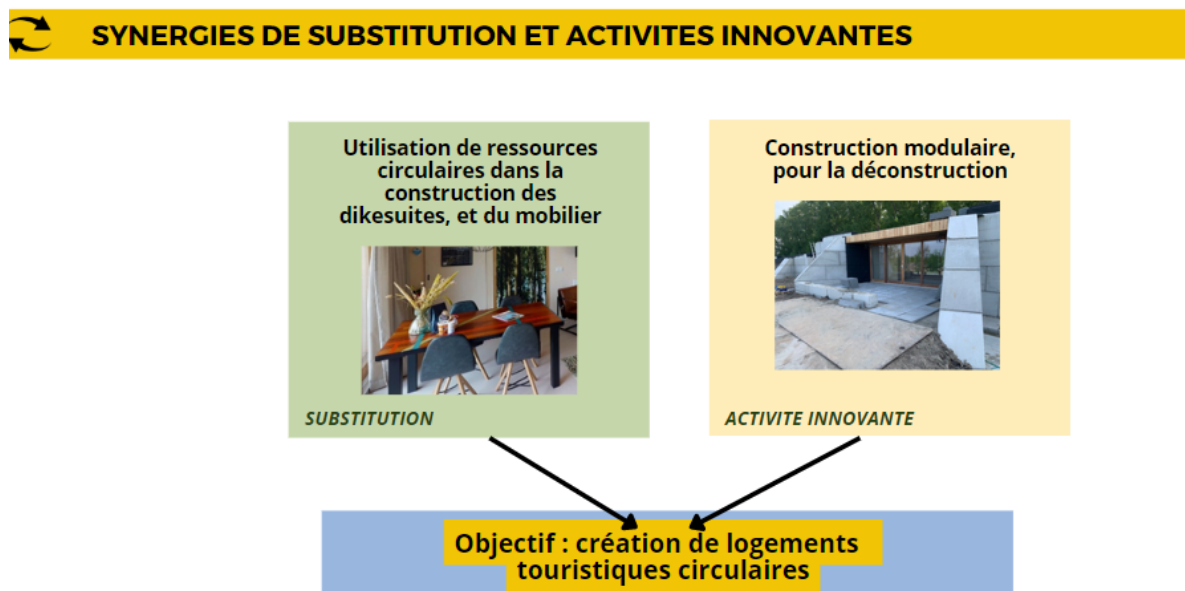 SYNERGIES DE SUBSTITUTION ET ACTIVITES INNOVANTES
Utilisation de ressources
circulaires dans la
construction des
dikesuites, et du mobilier
SUBSTITUTION
Construction modulaire,
pour la déconstruction
ACTIVITE INNOVANTE
Objectif : création de logements
touristiques circulaires